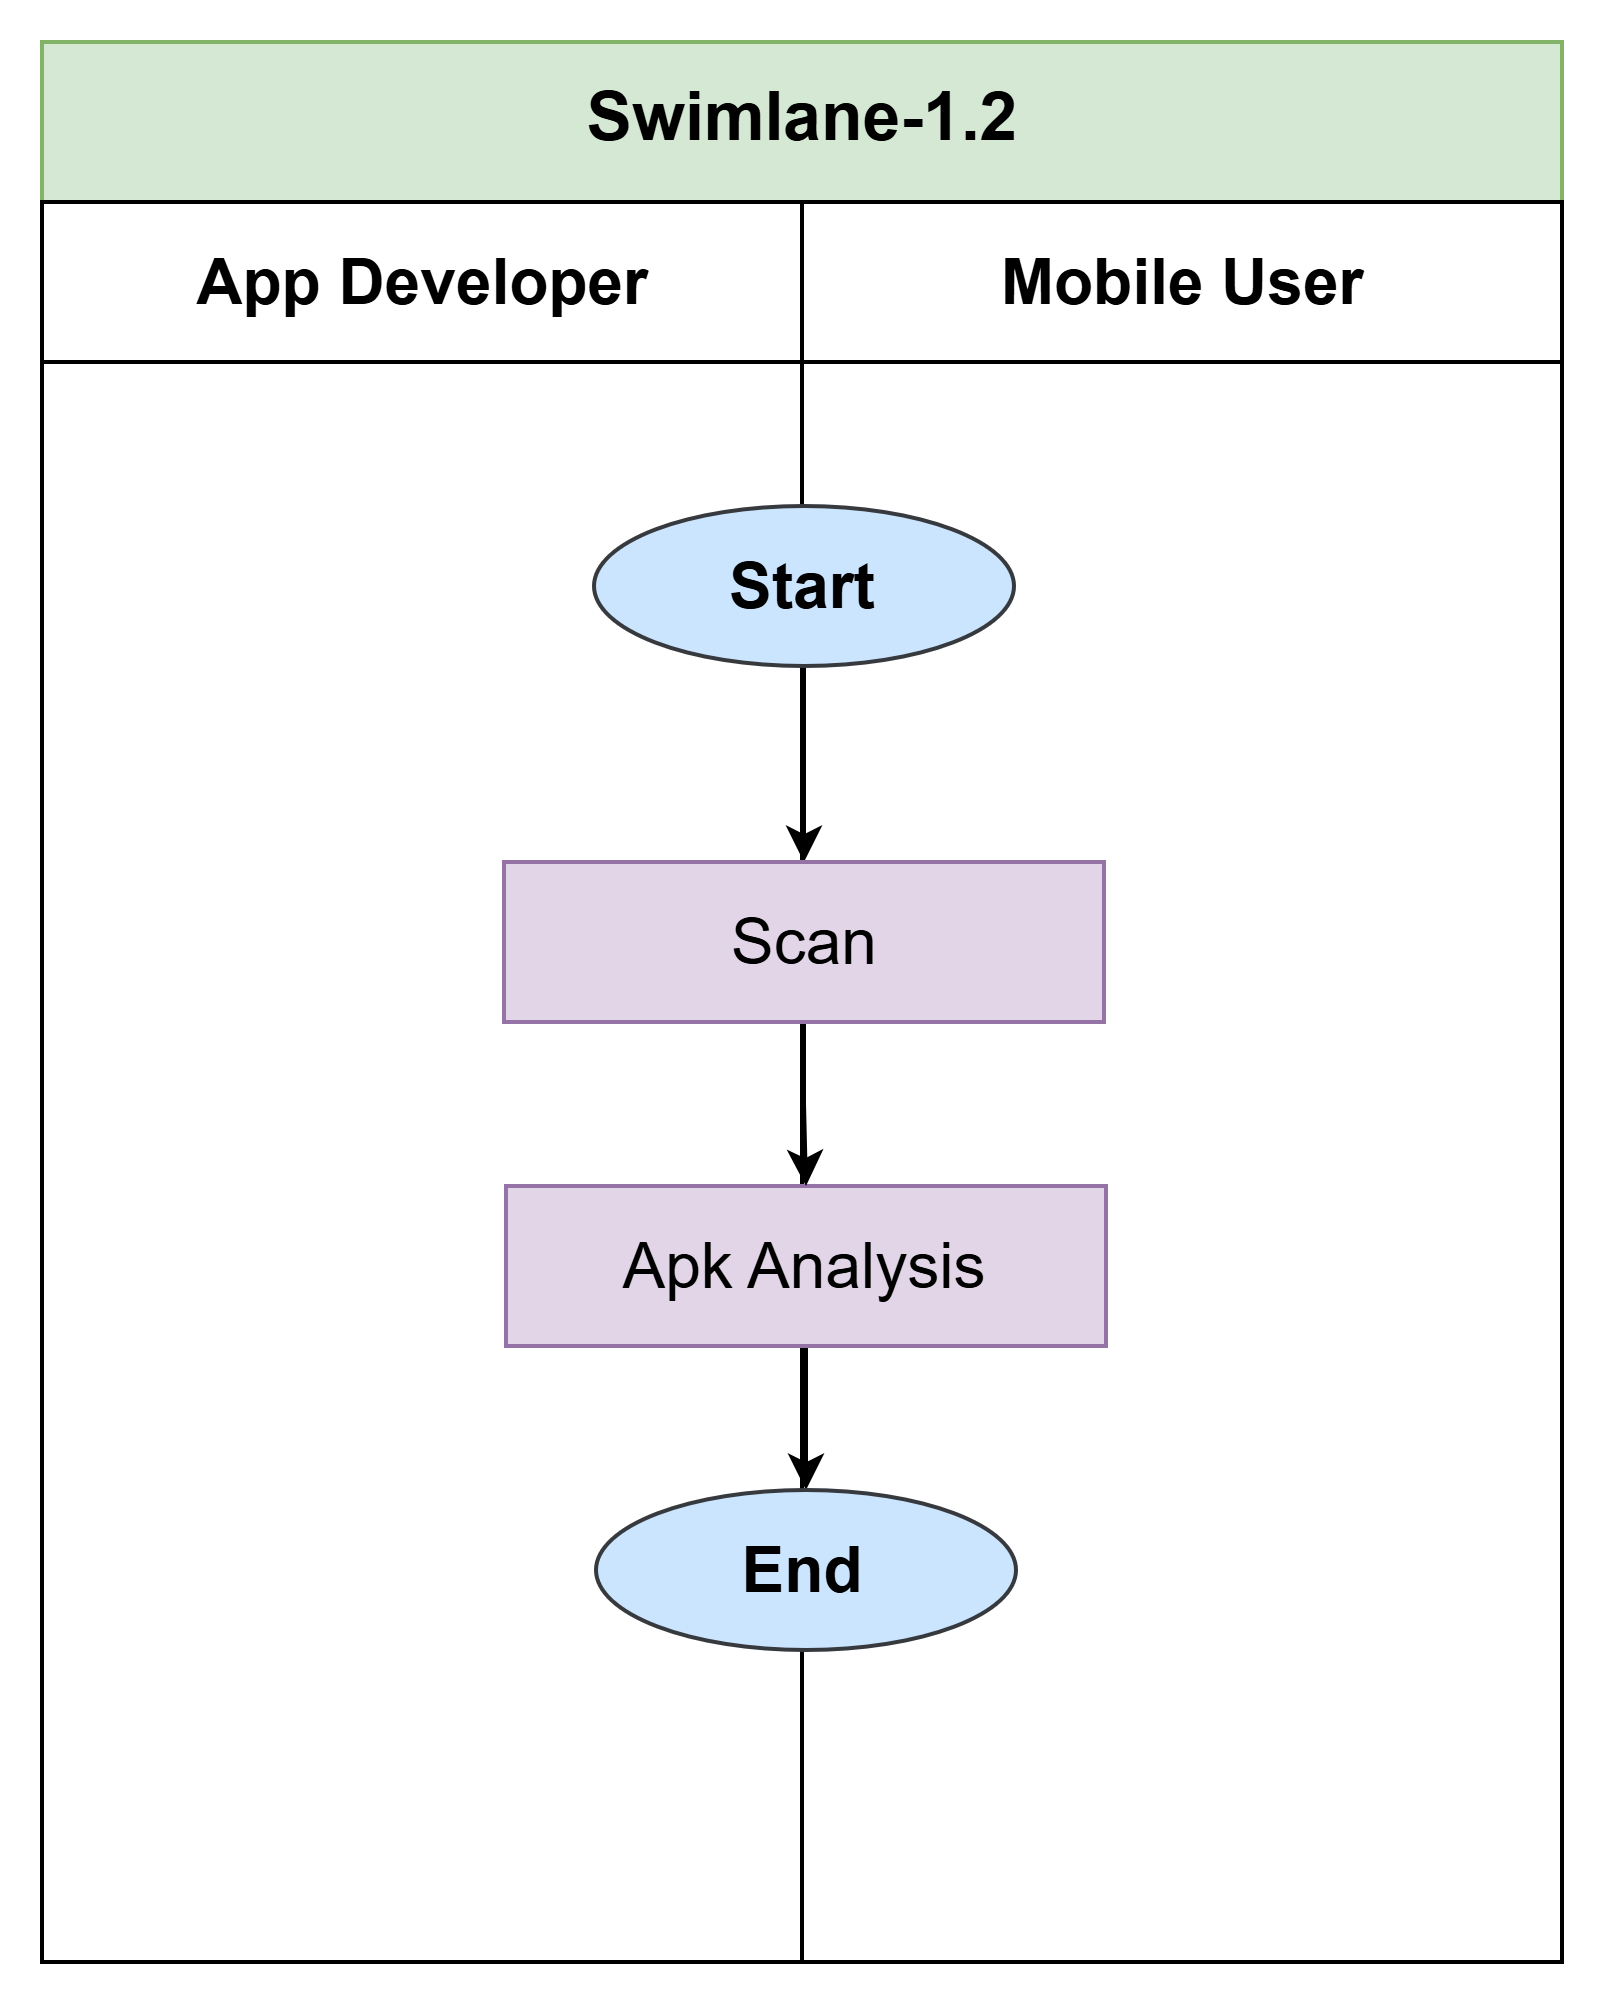 Swimlane-1.2
App Developer
Mobile User
Start
Scan
Apk Analysis
End